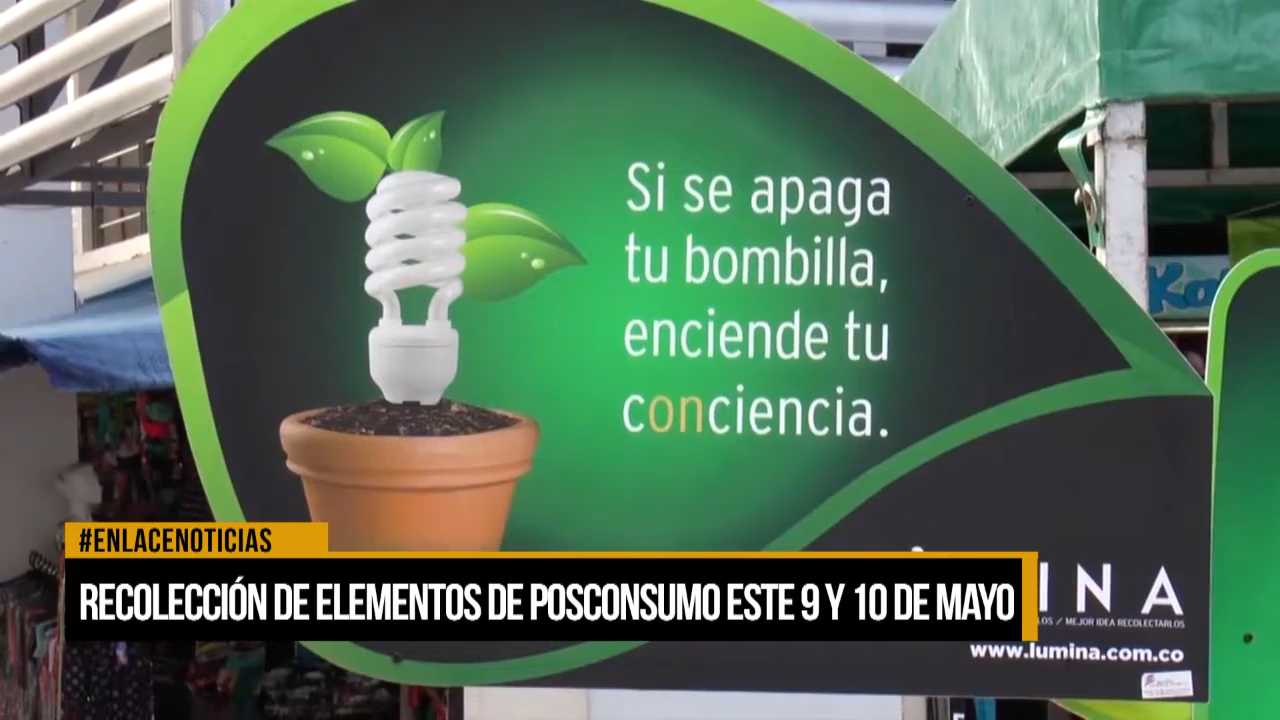 Si se apaga
tu bombilla,
enciende tu
conciencia.
#ENLACENOTICIAS
RECOLECCIÓN DE ELEMENTOS DE POSCONSUMO ESTE 9 Y 10 DE MAYO
INA
/ MEJOR IDEA RECOLECTARLOS
www.lumina.com.co